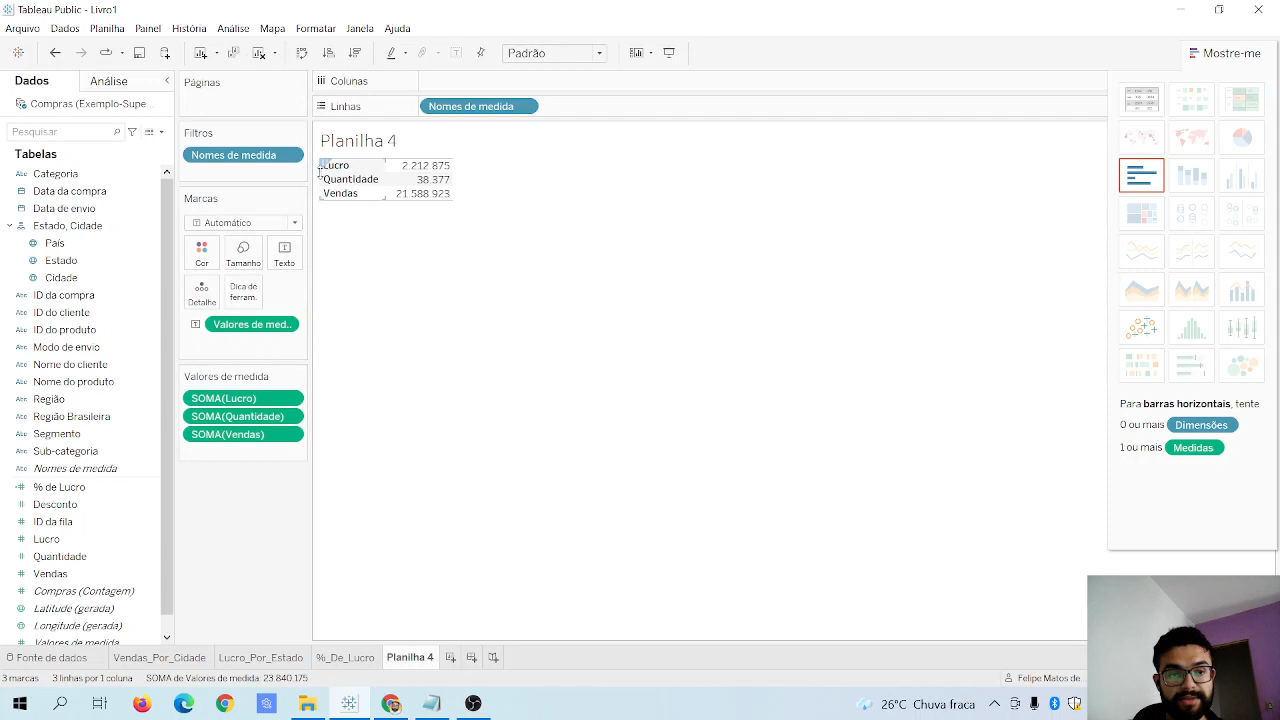 Tableau Public - Livro1
Arquivo Dados Planilha Painel História Análise Mapa Formatar Janela Ajuda
Padrão
Mostre-me
Dados Análise
Compras (Exemplo-Supe...
Pesquisar
Tabelas
Categoria
Data da compra
Data de envio
Estado, Cidade
País
Estado
Cidade
ID da compra
ID do cliente
ID do produto
Modo de envio
Nome do cliente
Nome do produto
Região
Região Brasileira
Segmento
Sub-categoria
Nomes de medida
% de Lucro
Desconto
ID da fila
Lucro
Quantidade
Vendas
Compras (Contagem)
Latitude (gerada)
Longitude (gerada)
Valores de medida
Páginas
Filtros
Nomes de medida
Marcas
Automático
Cor Tamanho Texto
Detalhe Dica de ferram.
Valores de med..
Valores de medida
SOMA(Lucro)
SOMA(Quantidade)
SOMA(Vendas)
Colunas
Linhas Nomes de medida
Planilha 4
Lucro 2.212.875
Quantidade 38.377
Vendas 21.588.923
Para barras horizontais, tente
0 ou mais Dimensões
1 ou mais Medidas
Fonte de dados Vendas_Por_Cidade Lucro_Por_Estado %_De_Lucro Planilha 4
3 marcas 3 linhas por 1 coluna SOMA de Valores de medida: 23.840.175
Felipe Matos de...
26°C Chuva fraca